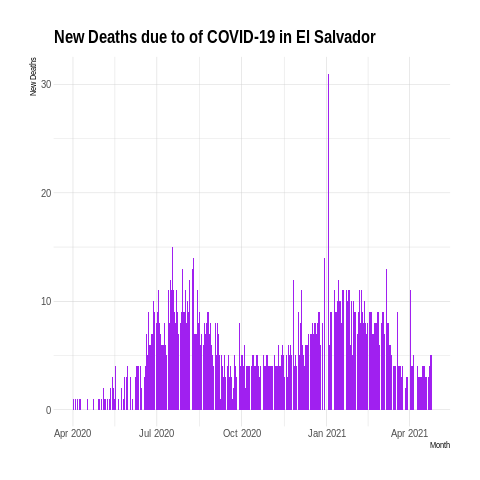 New Deaths due to of COVID-19 in El Salvador
New Deaths
30
20
10
0
Apr 2020 Jul 2020 Oct 2020 Jan 2021 Apr 2021
Month